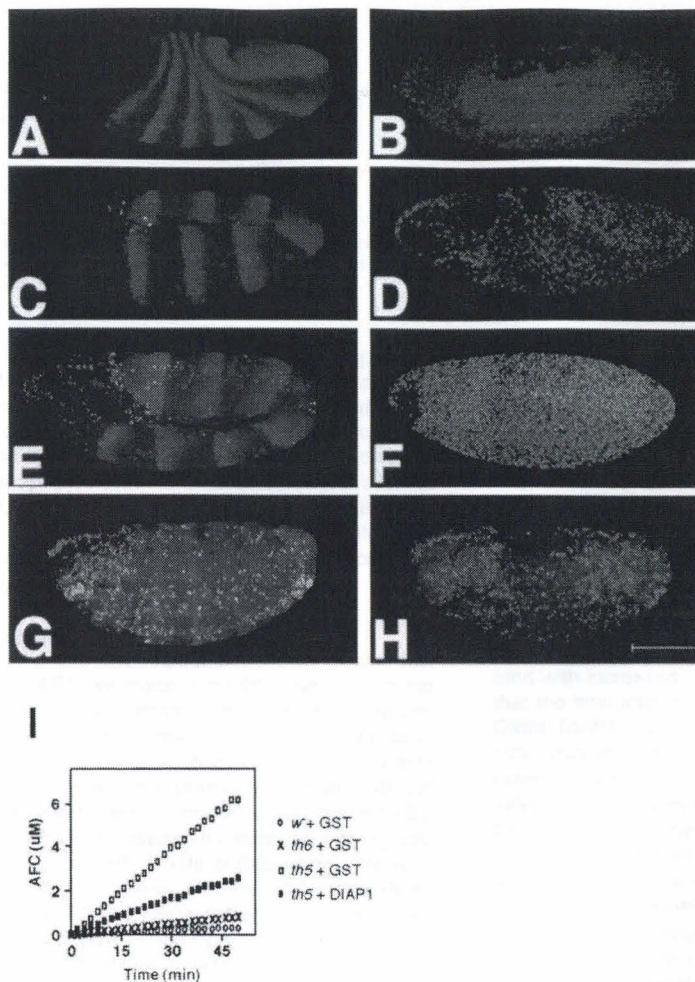 A
B
C
D
E
F
G
H
I
6
4
2
0
AFC (uM)
0 15 30 45
Time (min)
w + GST
th6 + GST
th5 + GST
th5 + DIAP1